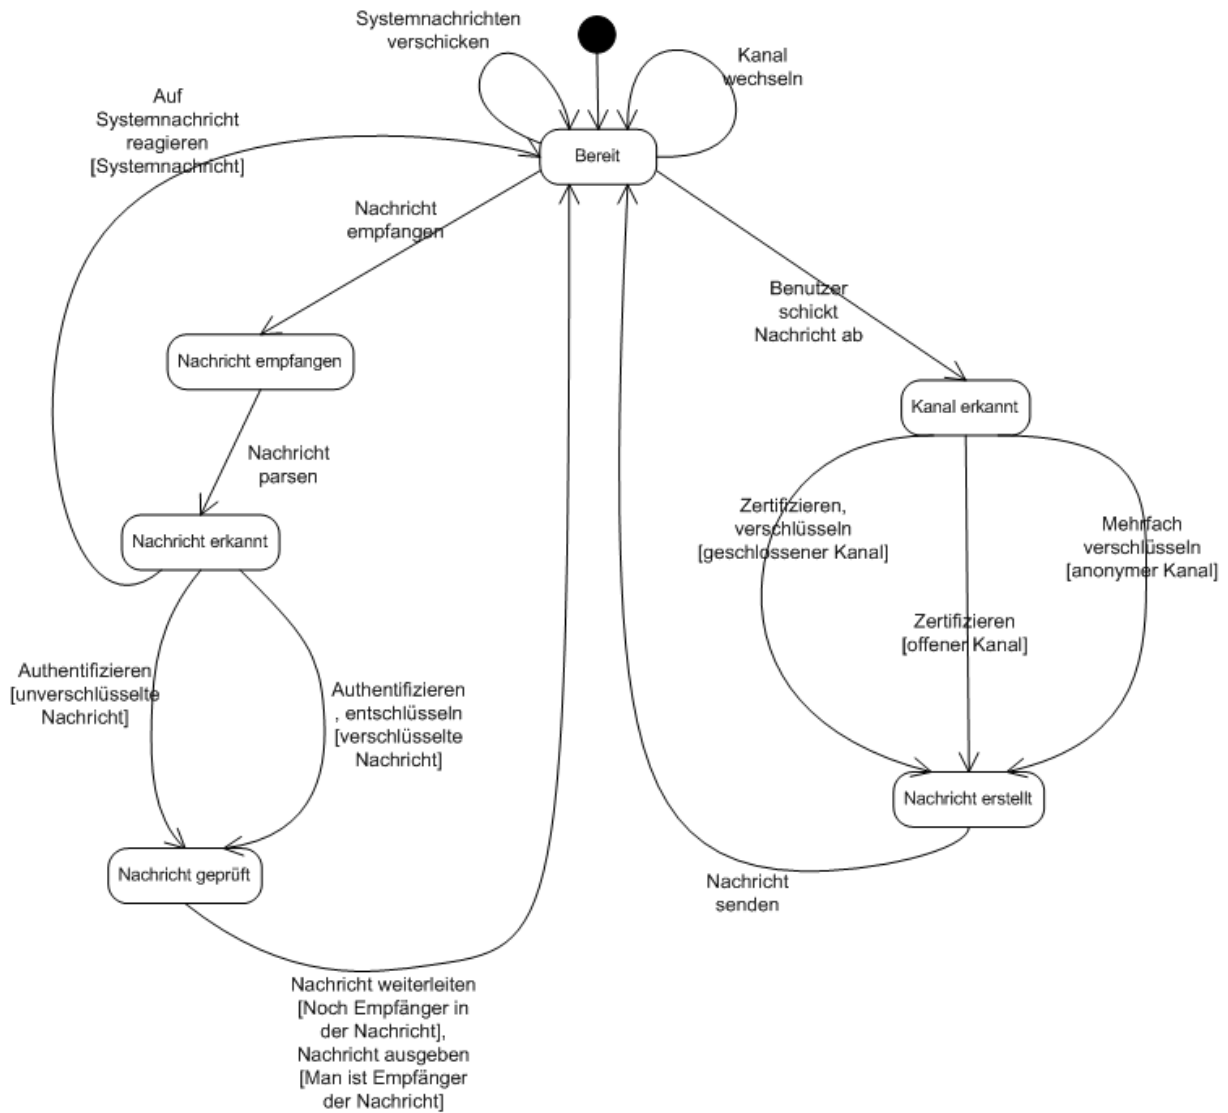 Systemnachrichten
verschicken
Kanal
wechseln
Auf
Systemnachricht
reagieren
[Systemnachricht]
Bereit
Nachricht
empfangen
Benutzer
schickt
Nachricht ab
Nachricht empfangen
Kanal erkannt
Nachricht
parsen
Zertifizieren,
verschlüsseln
[geschlossener Kanal]
Mehrfach
verschlüsseln
[anonymer Kanal]
Nachricht erkannt
Zertifizieren
[offener Kanal]
Authentifizieren
[unverschlüsselte
Nachricht]
Authentifizieren
, entschlüsseln
[verschlüsselte
Nachricht]
Nachricht erstellt
Nachricht geprüft
Nachricht
senden
Nachricht weiterleiten
[Noch Empfänger in
der Nachricht],
Nachricht ausgeben
[Man ist Empfänger
der Nachricht]